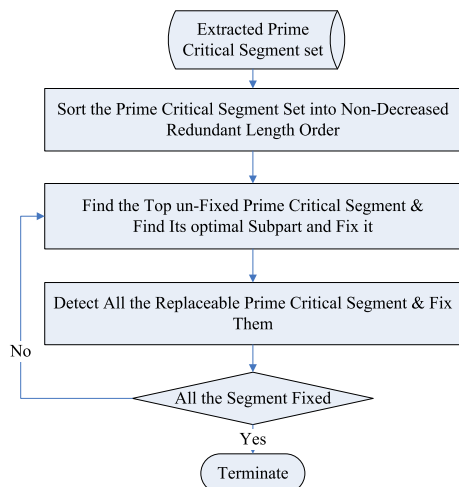 Extracted Prime
Critical Segment set
Sort the Prime Critical Segment Set into Non-Decreased
Redundant Length Order
Find the Top un-Fixed Prime Critical Segment &
Find Its optimal Subpart and Fix it
Detect All the Replaceable Prime Critical Segment & Fix
Them
No
All the Segment Fixed
Yes
Terminate